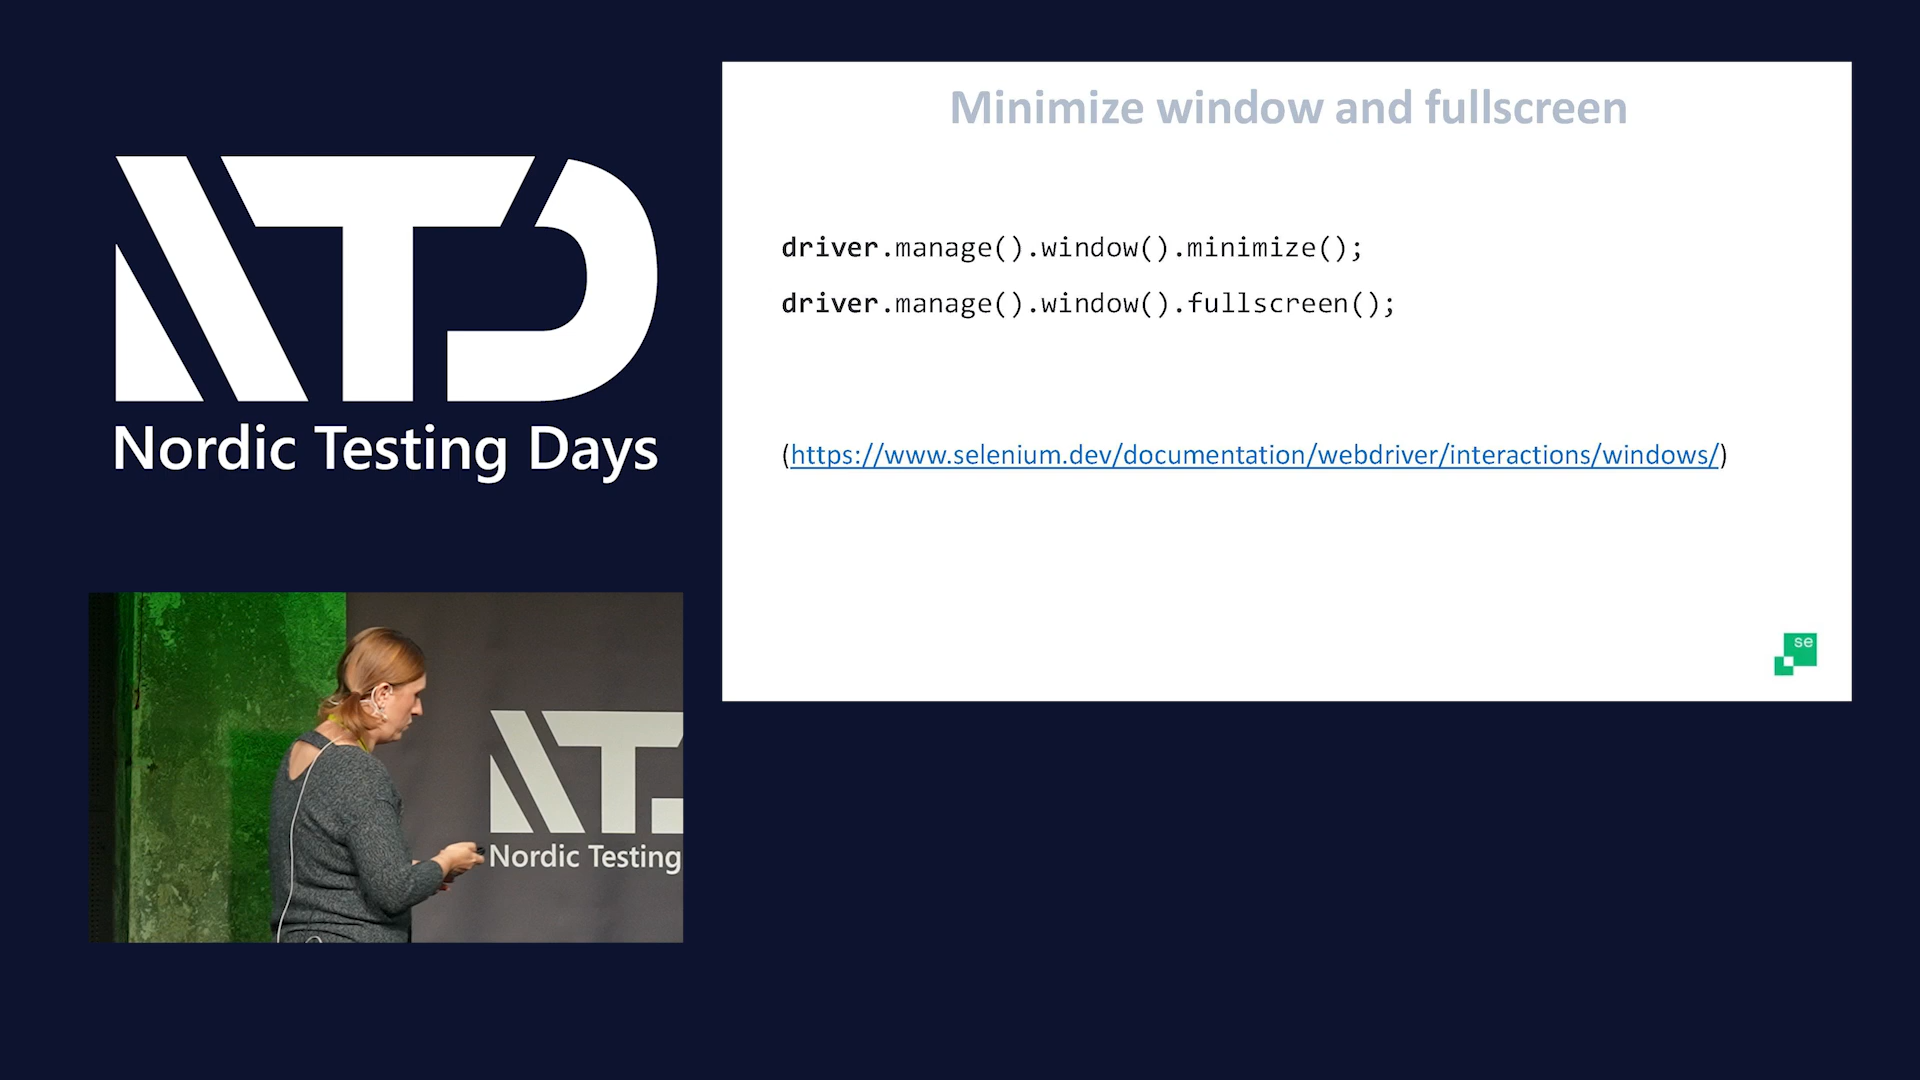 Nordic Testing Days
Minimize window and fullscreen
driver.manage().window().minimize();
driver.manage().window().fullscreen();
(https://www.selenium.dev/documentation/webdriver/interactions/windows/)
se
Nordic Testing